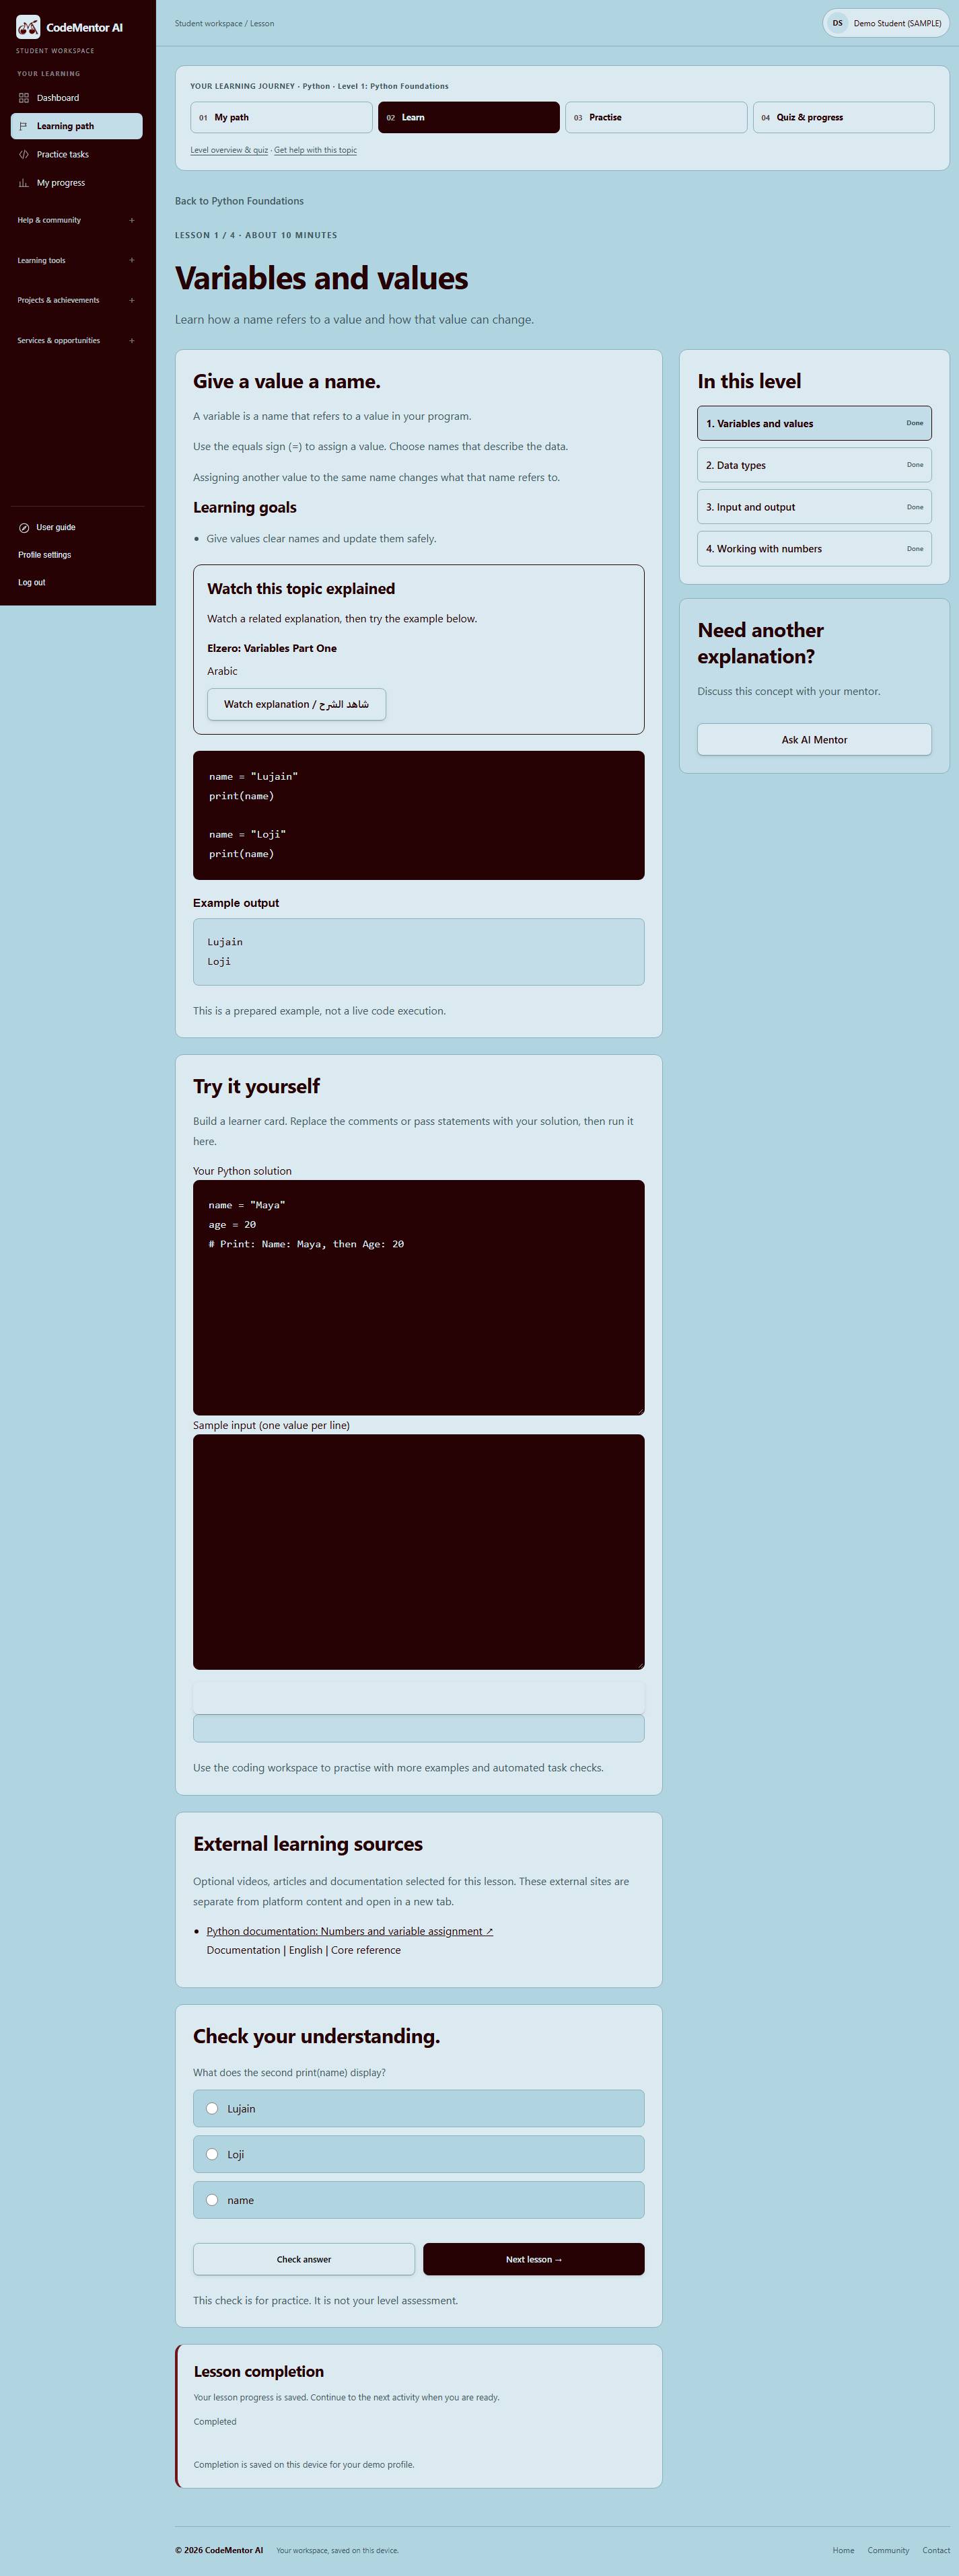 CodeMentor AI
STUDENT WORKSPACE
YOUR LEARNING
Dashboard
Learning path
Practice tasks
My progress
Help & community +
Learning tools +
Projects & achievements +
Services & opportunities +
User guide
Profile settings
Log out
Student workspace / Lesson
DS Demo Student (SAMPLE)
YOUR LEARNING JOURNEY · Python · Level 1: Python Foundations
01 My path
02 Learn
03 Practise
04 Quiz & progress
Level overview & quiz · Get help with this topic
Back to Python Foundations
LESSON 1 / 4 · ABOUT 10 MINUTES
Variables and values
Learn how a name refers to a value and how that value can change.
Give a value a name.
A variable is a name that refers to a value in your program.
Use the equals sign (=) to assign a value. Choose names that describe the data.
Assigning another value to the same name changes what that name refers to.
Learning goals
• Give values clear names and update them safely.
Watch this topic explained
Watch a related explanation, then try the example below.
Elzero: Variables Part One
Arabic
Watch explanation / شاهد الشرح
name = "Lujain"
print(name)
name = "Loji"
print(name)
Example output
Lujain
Loji
This is a prepared example, not a live code execution.
In this level
1. Variables and values Done
2. Data types Done
3. Input and output Done
4. Working with numbers Done
Need another
explanation?
Discuss this concept with your mentor.
Ask AI Mentor
Try it yourself
Build a learner card. Replace the comments or pass statements with your solution, then run it
here.
Your Python solution
name = "Maya"
age = 20
# Print: Name: Maya, then Age: 20
Sample input (one value per line)
Use the coding workspace to practise with more examples and automated task checks.
External learning sources
Optional videos, articles and documentation selected for this lesson. These external sites are
separate from platform content and open in a new tab.
• Python documentation: Numbers and variable assignment ↗
Documentation | English | Core reference
Check your understanding.
What does the second print(name) display?
Lujain
Loji
name
Check answer
Next lesson →
This check is for practice. It is not your level assessment.
Lesson completion
Your lesson progress is saved. Continue to the next activity when you are ready.
Completed
Completion is saved on this device for your demo profile.
© 2026 CodeMentor AI Your workspace, saved on this device.
Home Community Contact